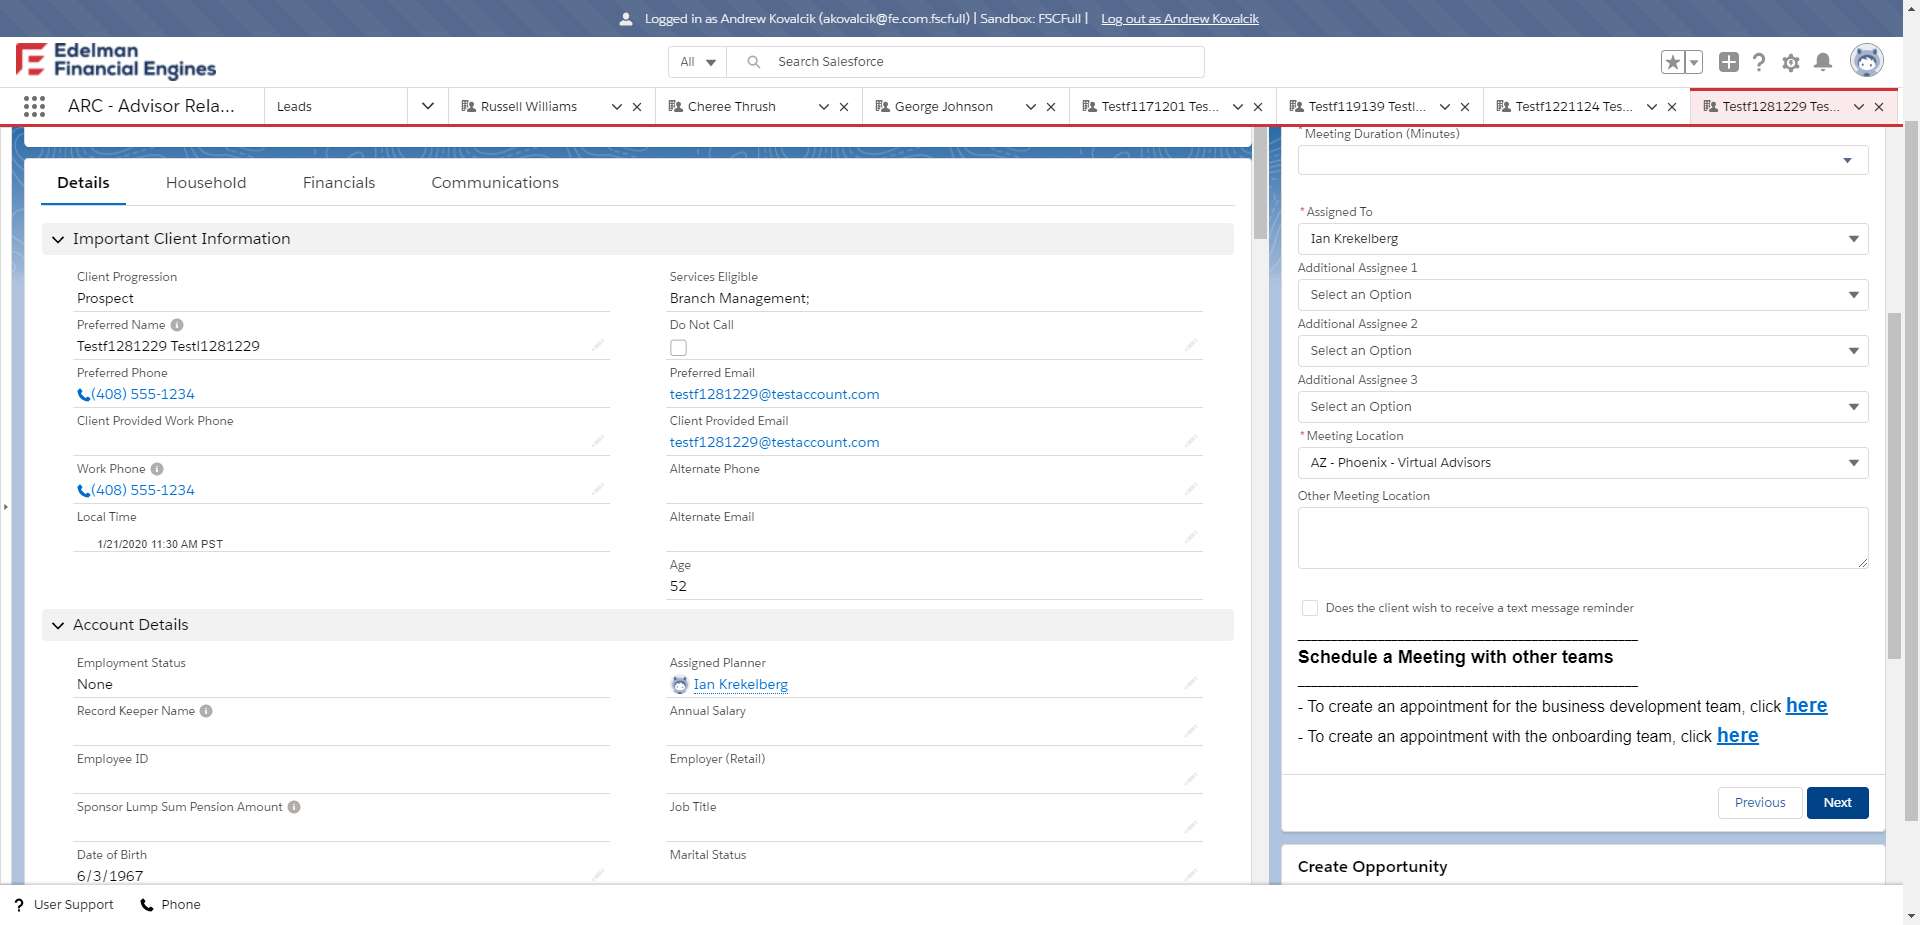 Logged in as Andrew Kovalcik (akovalcik@fe.com.fscfull) | Sandbox: FSCFull | Log out as Andrew Kovalcik
Edelman
Financial Engines
All
Search Salesforce
ARC - Advisor Rela...
Leads
Russell Williams
Cheree Thrush
George Johnson
Testf1171201 Tes...
Testf119139 Testl...
Testf1221124 Tes...
Testf1281229 Tes...
Details
Household
Financials
Communications
Important Client Information
Client Progression
Prospect
Services Eligible
Branch Management;
Preferred Name
Testf1281229 Testl1281229
Do Not Call
Preferred Phone
(408) 555-1234
Preferred Email
testf1281229@testaccount.com
Client Provided Work Phone
Client Provided Email
testf1281229@testaccount.com
Work Phone
(408) 555-1234
Alternate Phone
Local Time
1/21/2020 11:30 AM PST
Alternate Email
Age
52
Account Details
Employment Status
None
Assigned Planner
Ian Krekelberg
Record Keeper Name
Annual Salary
Employee ID
Employer (Retail)
Sponsor Lump Sum Pension Amount
Job Title
Date of Birth
6/3/1967
Marital Status
*Meeting Duration (Minutes)
*Assigned To
Ian Krekelberg
Additional Assignee 1
Select an Option
Additional Assignee 2
Select an Option
Additional Assignee 3
Select an Option
*Meeting Location
AZ - Phoenix - Virtual Advisors
Other Meeting Location
Does the client wish to receive a text message reminder
Schedule a Meeting with other teams
- To create an appointment for the business development team, click here
- To create an appointment with the onboarding team, click here
Previous
Next
Create Opportunity
? User Support
Phone